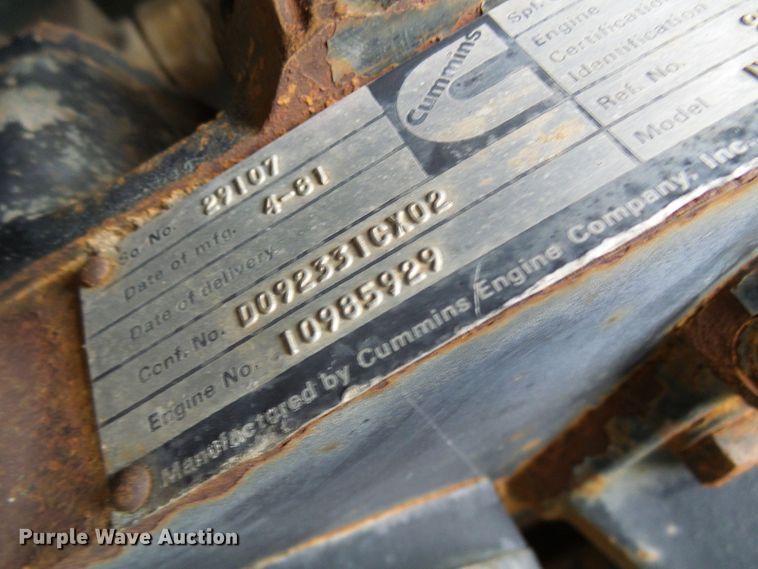 So No. 29107
Date of mfg. 4-81
Date of delivery.
Conf. No. D092331CX02
Engine No. 10985929
Manufactured by Cummins Engine Company, Inc.
Cummins
Engine
Certification
Identification
Ref. No.
Model
Purple Wave Auction